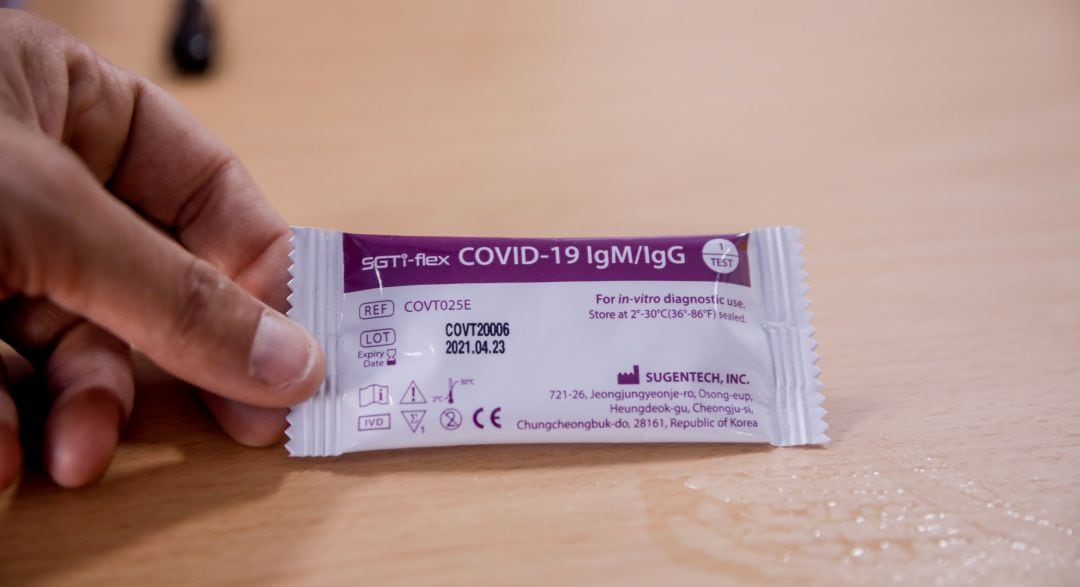 SGTi-flex COVID-19 IgM/IgG
1
TEST
REF COVT025E
For in-vitro diagnostic use.
Store at 2°-30°C(36°-86°F) sealed.
LOT COVT20006
Expiry
Date 2021.04.23
SUGENTECH, INC.
721-26, Jeongjungyeonje-ro, Osong-eup,
Heungdeok-gu, Cheongju-si,
Chungcheongbuk-do, 28161, Republic of Korea
i
2°C 30°C
IVD
Σ 1
2
CE